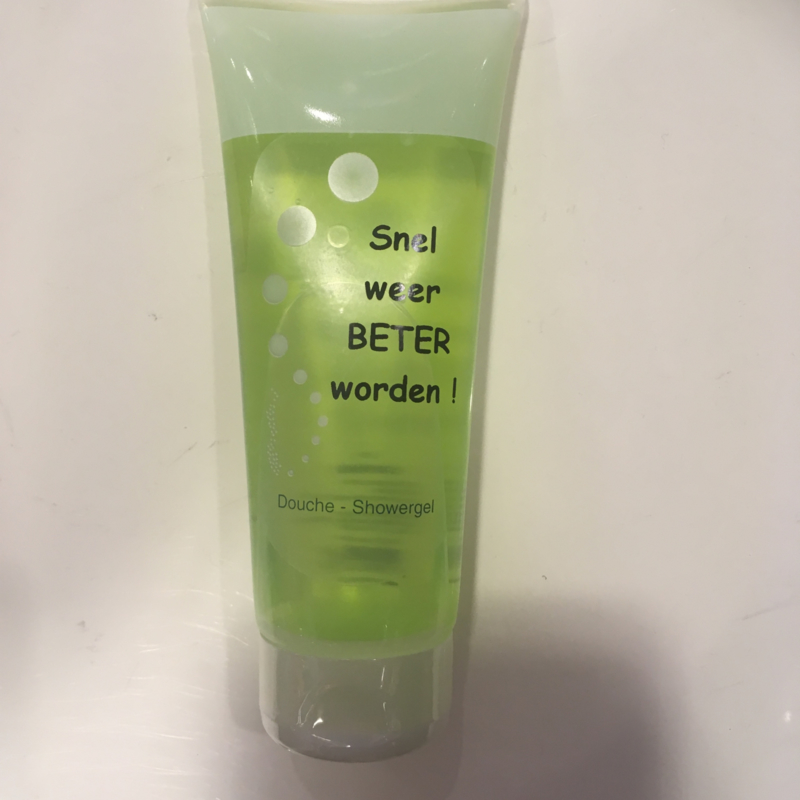 Snel
weer
BETER
worden !
Douche - Showergel